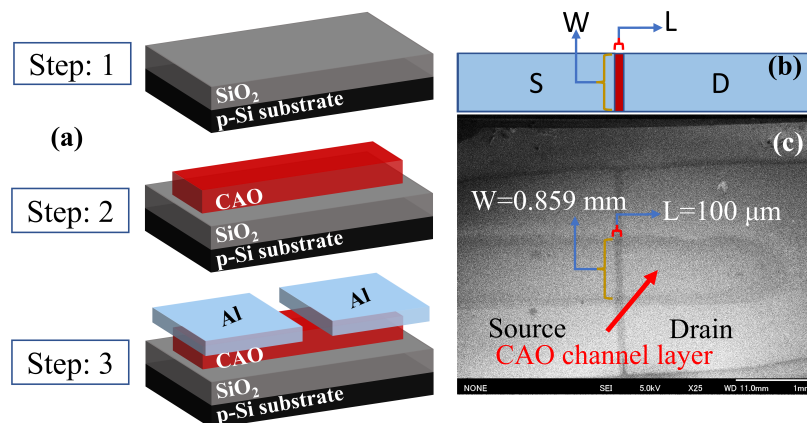 Step: 1
SiO2
p-Si substrate
(a)
Step: 2
CAO
SiO2
p-Si substrate
Step: 3
Al
Al
CAO
SiO2
p-Si substrate
W
L
S
D
(b)
(c)
W=0.859 mm
L=100 μm
Source
Drain
CAO channel layer
NONE SEI 5.0kV X25 WD 11.0mm